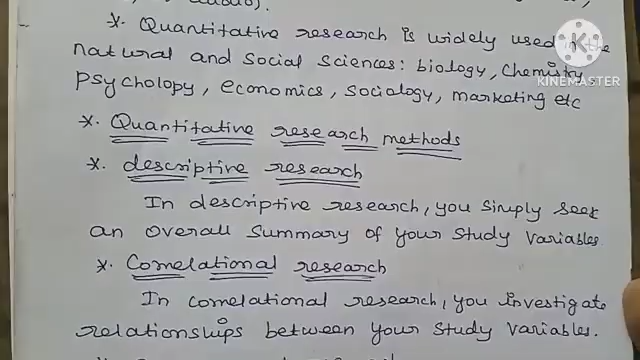 * Quantitative research is widely used in the
natural and social sciences: biology, chemistry
psycholopy, economics, sociology, marketing etc
* Quantitative research methods
* descriptive research
In descriptive research, you simply seek
an overall summary of your study variables.
* Correlational research
In correlational research, you investigate
relationships between your study variables.
KINEMASTER